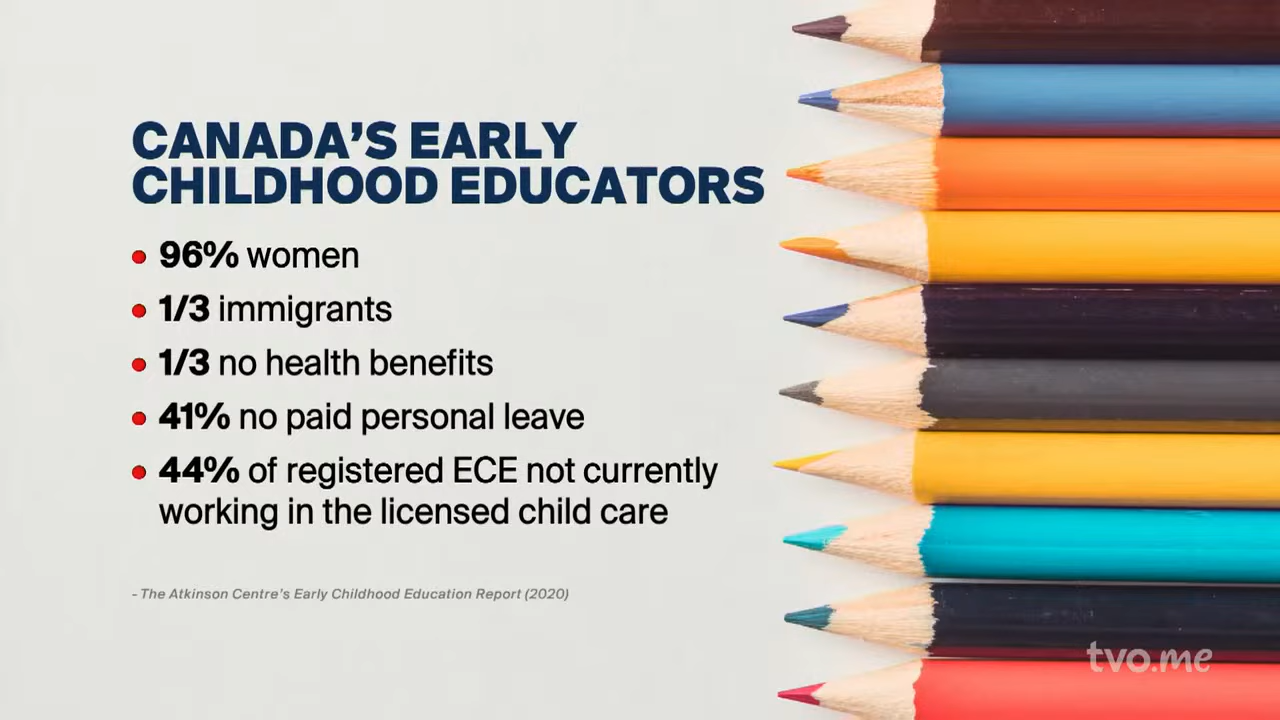 CANADA'S EARLY
CHILDHOOD EDUCATORS
• 96% women
• 1/3 immigrants
• 1/3 no health benefits
• 41% no paid personal leave
• 44% of registered ECE not currently
working in the licensed child care
- The Atkinson Centre's Early Childhood Education Report (2020)
tvo.me